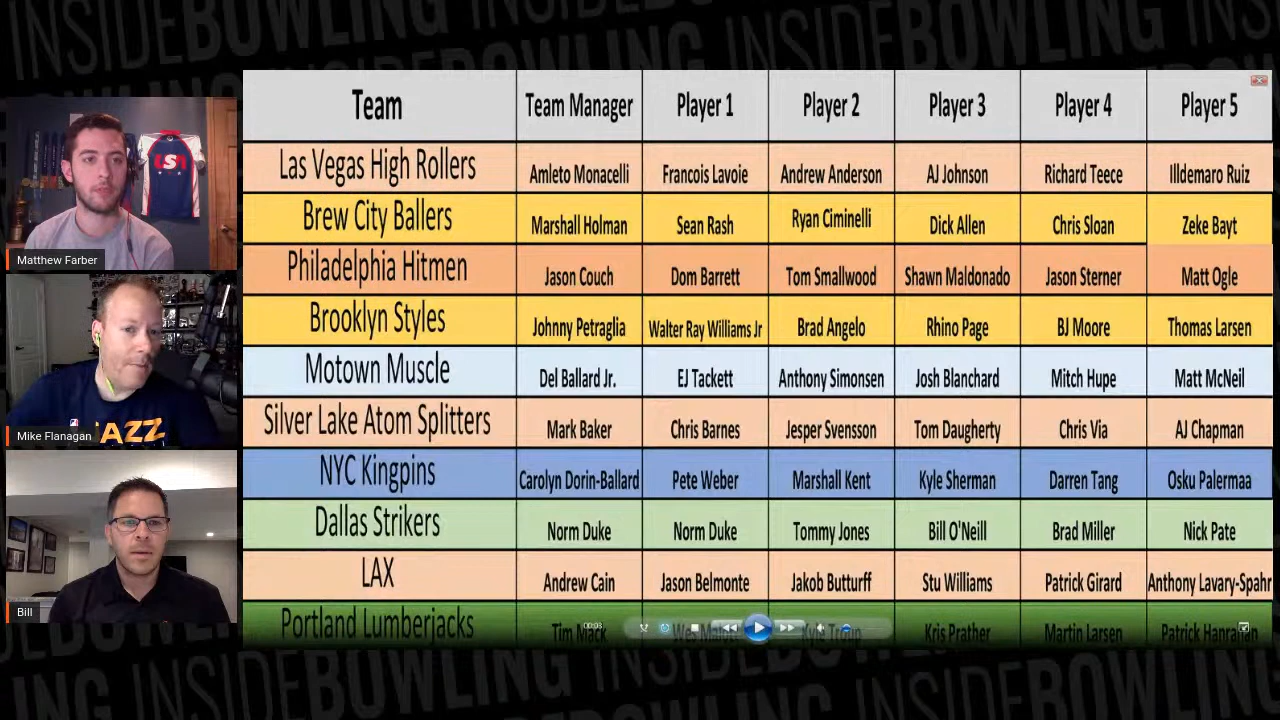 INSIDEBOWLING
Team Team Manager Player 1 Player 2 Player 3 Player 4 Player 5
Las Vegas High Rollers Amleto Monacelli Francois Lavoie Andrew Anderson AJ Johnson Richard Teece Illdemaro Ruiz
Brew City Ballers Marshall Holman Sean Rash Ryan Ciminelli Dick Allen Chris Sloan Zeke Bayt
Philadelphia Hitmen Jason Couch Dom Barrett Tom Smallwood Shawn Maldonado Jason Sterner Matt Ogle
Brooklyn Styles Johnny Petraglia Walter Ray Williams Jr Brad Angelo Rhino Page BJ Moore Thomas Larsen
Motown Muscle Del Ballard Jr. EJ Tackett Anthony Simonsen Josh Blanchard Mitch Hupe Matt McNeil
Silver Lake Atom Splitters Mark Baker Chris Barnes Jesper Svensson Tom Daugherty Chris Via AJ Chapman
NYC Kingpins Carolyn Dorin-Ballard Pete Weber Marshall Kent Kyle Sherman Darren Tang Osku Palermaa
Dallas Strikers Norm Duke Norm Duke Tommy Jones Bill O'Neill Brad Miller Nick Pate
LAX Andrew Cain Jason Belmonte Jakob Butturff Stu Williams Patrick Girard Anthony Lavary-Spahr
Portland Lumberjacks Tim Mack Kris Prather Martin Larsen Patrick Hanrahan
00:03
USA
Matthew Farber
JAZZ
Mike Flanagan
Bill
INSIDEBOWLING